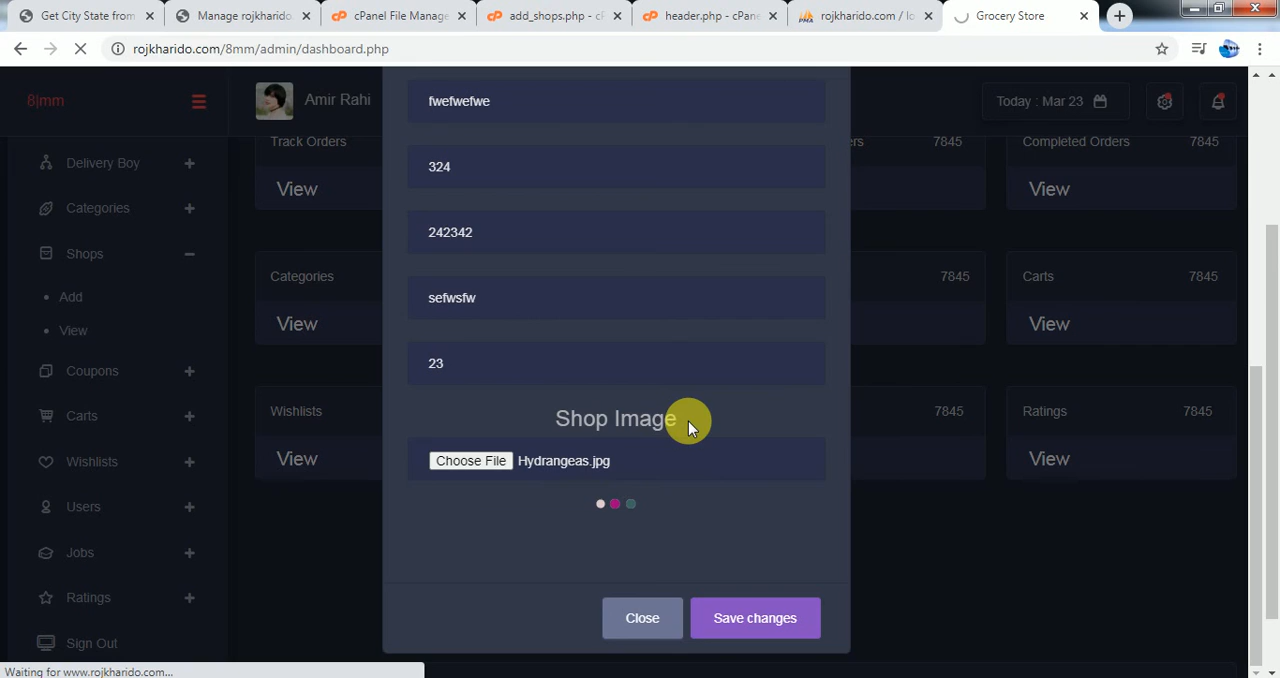 Get City State from
Manage rojkharido.
cPanel File Manage
add_shops.php - cP
header.php - cPane
rojkharido.com / lo
Grocery Store
rojkharido.com/8mm/admin/dashboard.php
8|mm
Amir Rahi
Today : Mar 23
Delivery Boy
Categories
Shops
Add
View
Coupons
Carts
Wishlists
Users
Jobs
Ratings
Sign Out
Track Orders
View
7845
Completed Orders
7845
View
Categories
View
7845
Carts
7845
View
Wishlists
View
7845
Ratings
7845
View
fwefwefwe
324
242342
sefwsfw
23
Shop Image
Choose File Hydrangeas.jpg
Close
Save changes
Waiting for www.rojkharido.com...